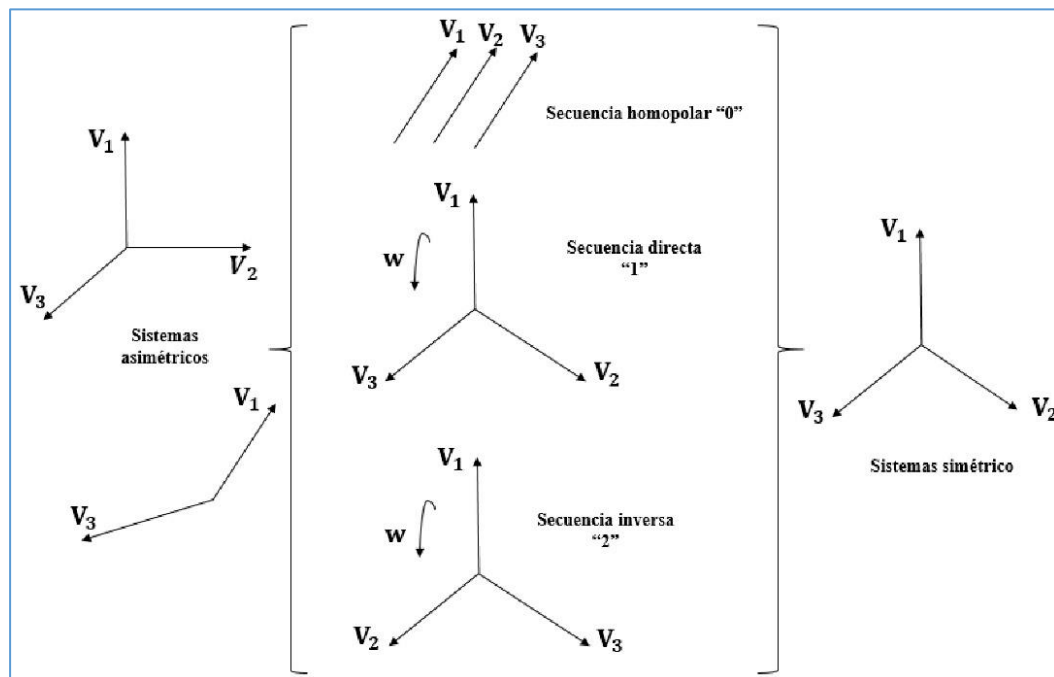 V₁ V₂ V₃
Secuencia homopolar “0”
V₁
V₂
V₃
Sistemas
asimétricos
V₁
V₃
V₁
w
Secuencia directa
“1”
V₃
V₂
V₁
w
Secuencia inversa
“2”
V₂
V₃
V₁
V₃
V₂
Sistemas simétrico